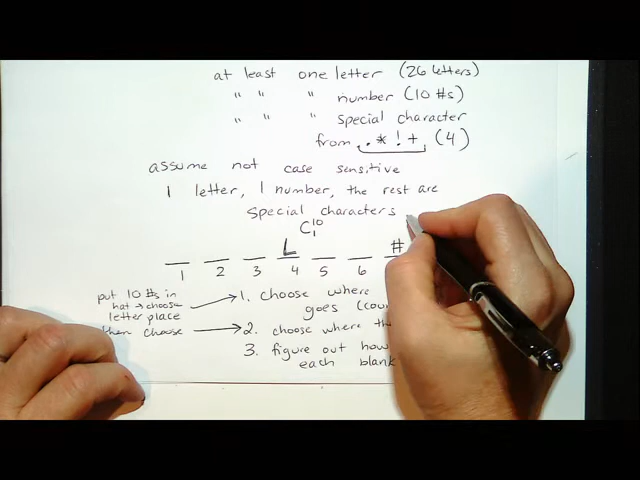 at least one letter (26 letters)
" " " number (10 #s)
" " " special character
from . * ! + (4)
assume not case sensitive
1 letter, 1 number, the rest are
special characters
C 10 1
L #
1 2 3 4 5 6
put 10 #s in
hat → choose
letter place
then choose
1. choose where
goes (cou
2. choose where th
3. figure out how
each blank